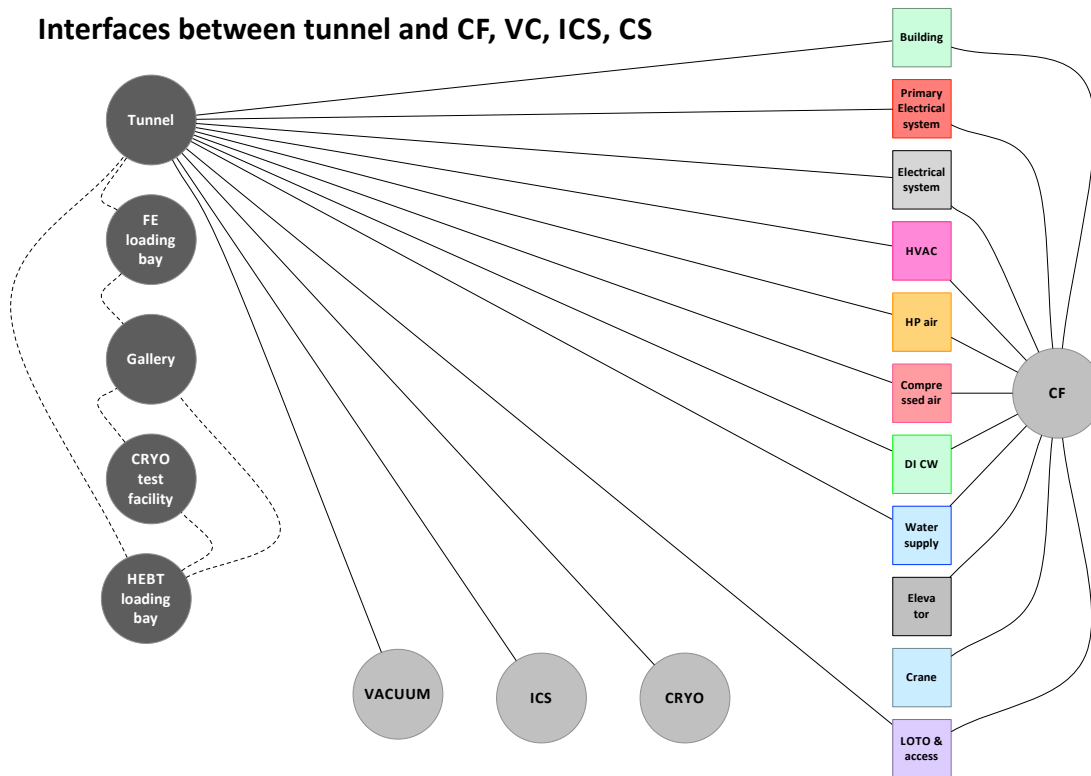 Interfaces between tunnel and CF, VC, ICS, CS
Tunnel
FE
loading
bay
Gallery
CRYO
test
facility
HEBT
loading
bay
VACUUM
ICS
CRYO
Building
Primary
Electrical
system
Electrical
system
HVAC
HP air
Compre
ssed air
DI CW
Water
supply
Eleva
tor
Crane
LOTO &
access
CF